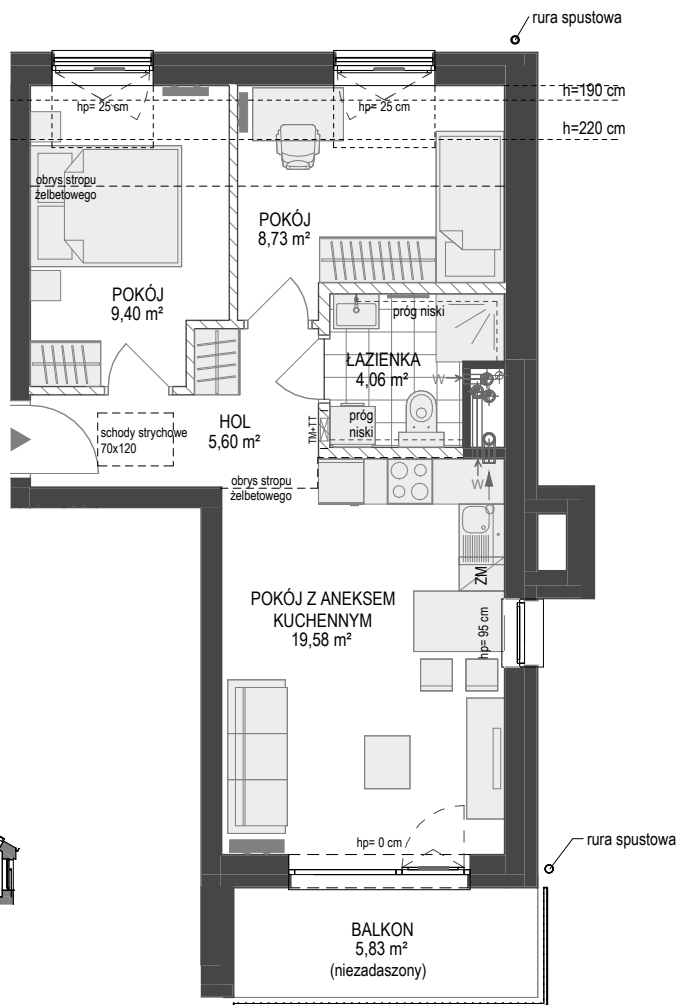 rura spustowa
h=190 cm
hp= 25 cm
hp= 25 cm
h=220 cm
obrys stropu
żelbetowego
POKÓJ
8,73 m²
POKÓJ
9,40 m²
próg niski
ŁAZIENKA
4,06 m²
W
HOL
5,60 m²
próg
niski
TM+TT
schody strychowe
70x120
obrys stropu
żelbetowego
W
ZM
POKÓJ Z ANEKSEM
KUCHENNYM
19,58 m²
hp= 95 cm
hp= 0 cm
rura spustowa
BALKON
5,83 m²
(niezadaszony)